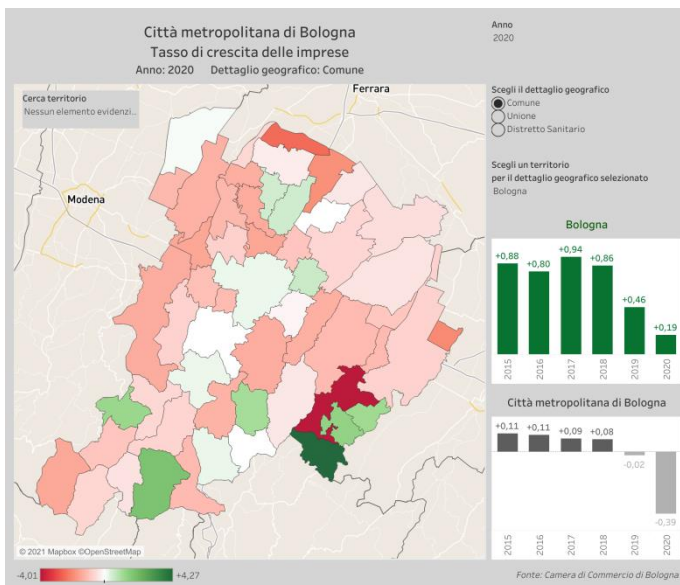 Città metropolitana di Bologna
Tasso di crescita delle imprese
Anno: 2020 Dettaglio geografico: Comune
Anno
2020
Cerca territorio
Nessun elemento evidenzi..
Ferrara
Modena
Scegli il dettaglio geografico
Comune
Unione
Distretto Sanitario
Scegli un territorio
per il dettaglio geografico selezionato
Bologna
Bologna
+0,88
+0,80
+0,94
+0,86
+0,46
+0,19
2015
2016
2017
2018
2019
2020
Città metropolitana di Bologna
+0,11
+0,11
+0,09
+0,08
-0,02
-0,39
2015
2016
2017
2018
2019
2020
© 2021 Mapbox ©OpenStreetMap
-4,01
+4,27
Fonte: Camera di Commercio di Bologna